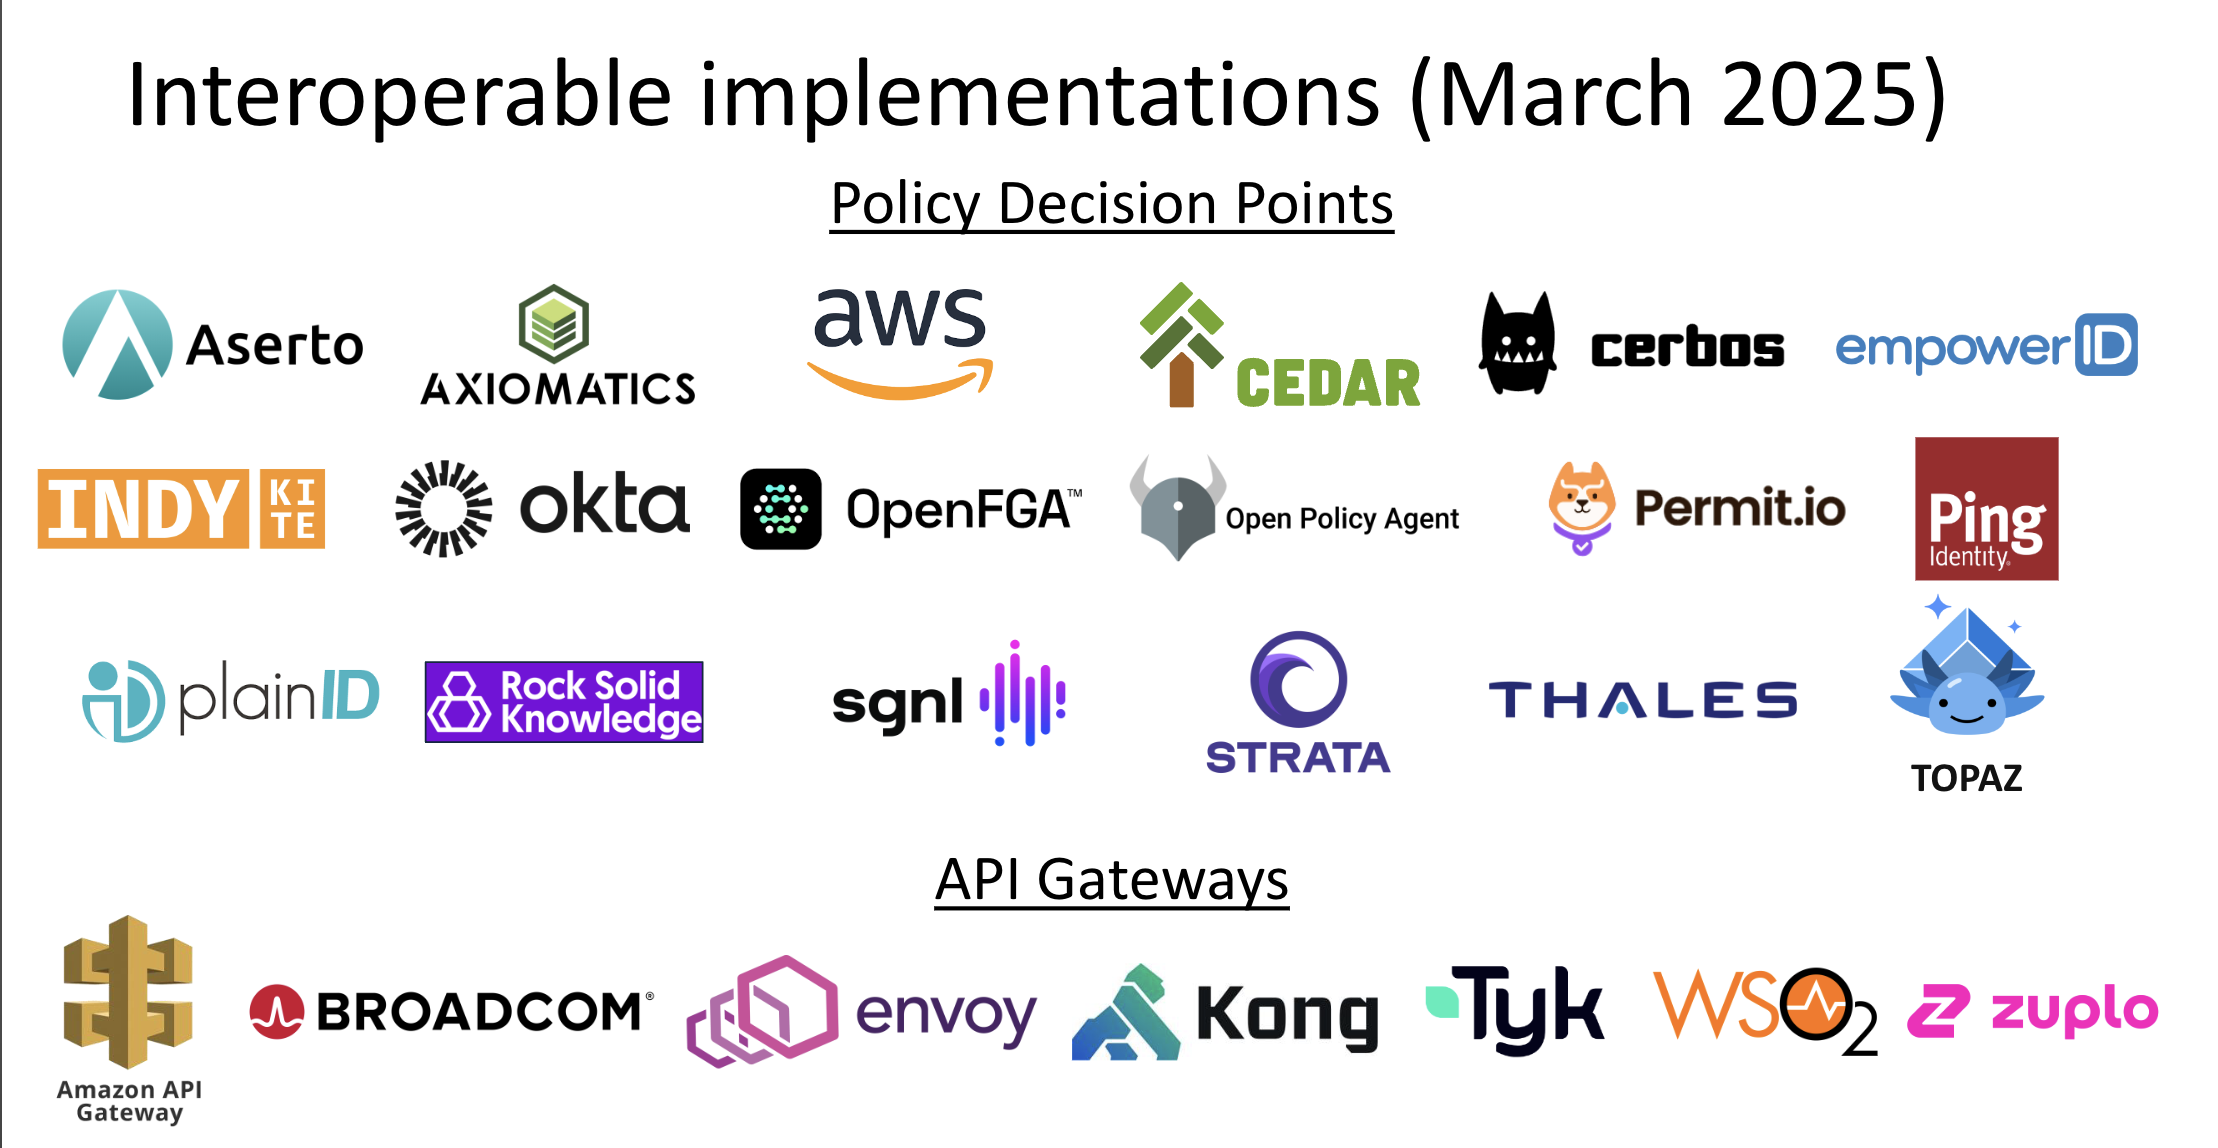 Interoperable implementations (March 2025)
Policy Decision Points
Aserto
AXIOMATICS
aws
CEDAR
cerbos
empowerID
INDY
KI
TE
okta
OpenFGA™
Open Policy Agent
Permit.io
Ping
Identity®
plainID
Rock Solid
Knowledge
sgnl
STRATA
THALES
TOPAZ
API Gateways
Amazon API
Gateway
BROADCOM®
envoy
Kong
Tyk
WSO2
zuplo